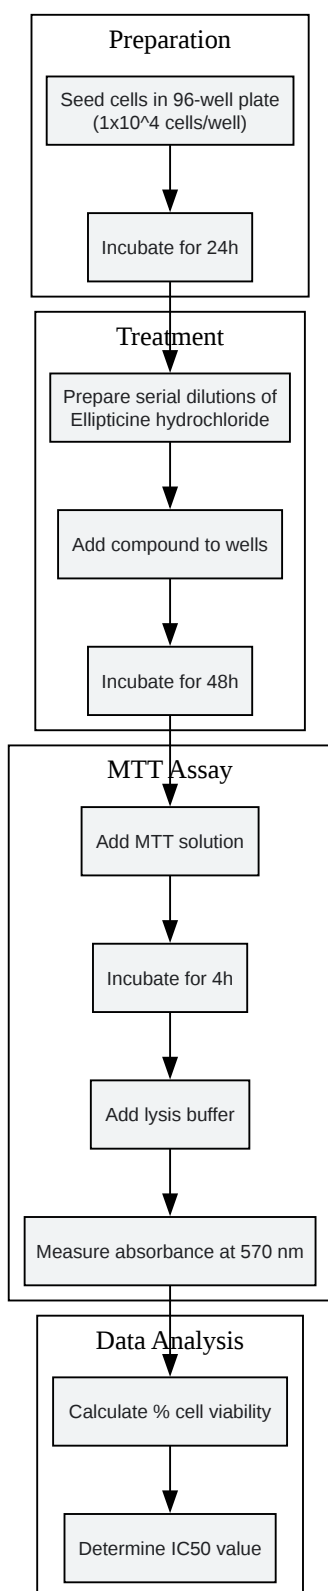 Preparation
Seed cells in 96-well plate
(1x10^4 cells/well)
Incubate for 24h
Treatment
Prepare serial dilutions of
Ellipticine hydrochloride
Add compound to wells
Incubate for 48h
MTT Assay
Add MTT solution
Incubate for 4h
Add lysis buffer
Measure absorbance at 570 nm
Data Analysis
Calculate % cell viability
Determine IC50 value